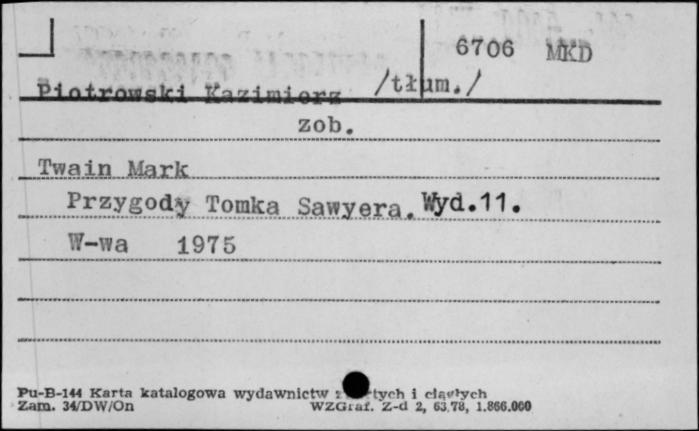 6706 MKD
Piotrowski Kazimierz /tłum./
zob.
Twain Mark
Przygody Tomka Sawyera. Wyd.11.
W-wa 1975
Pu-B-144 Karta katalogowa wydawnictw i ciągłych
Zam. 34/DW/On WZGraf. Z-d 2, 63,78, 1.866.000